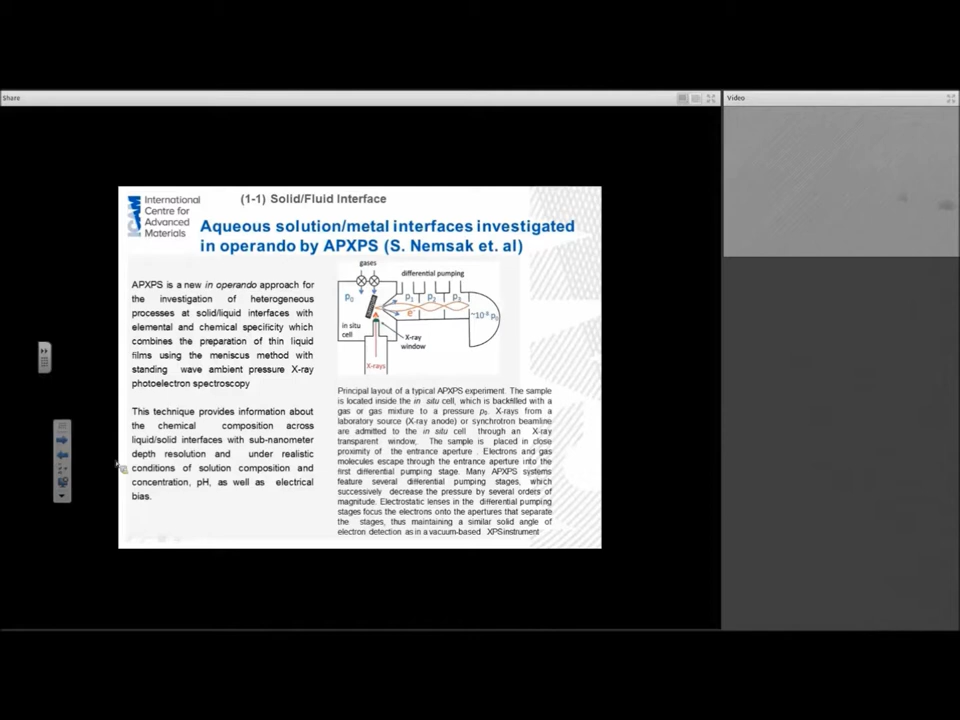 Share
Video
ICAM
International
Centre for
Advanced
Materials
(1-1) Solid/Fluid Interface
Aqueous solution/metal interfaces investigated
in operando by APXPS (S. Nemsak et. al)
APXPS is a new in operando approach for
the investigation of heterogeneous
processes at solid/liquid interfaces with
elemental and chemical specificity which
combines the preparation of thin liquid
films using the meniscus method with
standing wave ambient pressure X-ray
photoelectron spectroscopy
This technique provides information about
the chemical composition across
liquid/solid interfaces with sub-nanometer
depth resolution and under realistic
conditions of solution composition and
concentration, pH, as well as electrical
bias.
gases
differential pumping
p₀
p₁
p₂
p₃
e⁻
~10⁻⁸ p₀
in situ
cell
X-ray
window
X-rays
Principal layout of a typical APXPS experiment. The sample
is located inside the in situ cell, which is backfilled with a
gas or gas mixture to a pressure p₀. X-rays from a
laboratory source (X-ray anode) or synchrotron beamline
are admitted to the in situ cell through an X-ray
transparent window, The sample is placed in close
proximity of the entrance aperture . Electrons and gas
molecules escape through the entrance aperture into the
first differential pumping stage. Many APXPS systems
feature several differential pumping stages, which
successively decrease the pressure by several orders of
magnitude. Electrostatic lenses in the differential pumping
stages focus the electrons onto the apertures that separate
the stages, thus maintaining a similar solid angle of
electron detection as in a vacuum-based XPS instrument